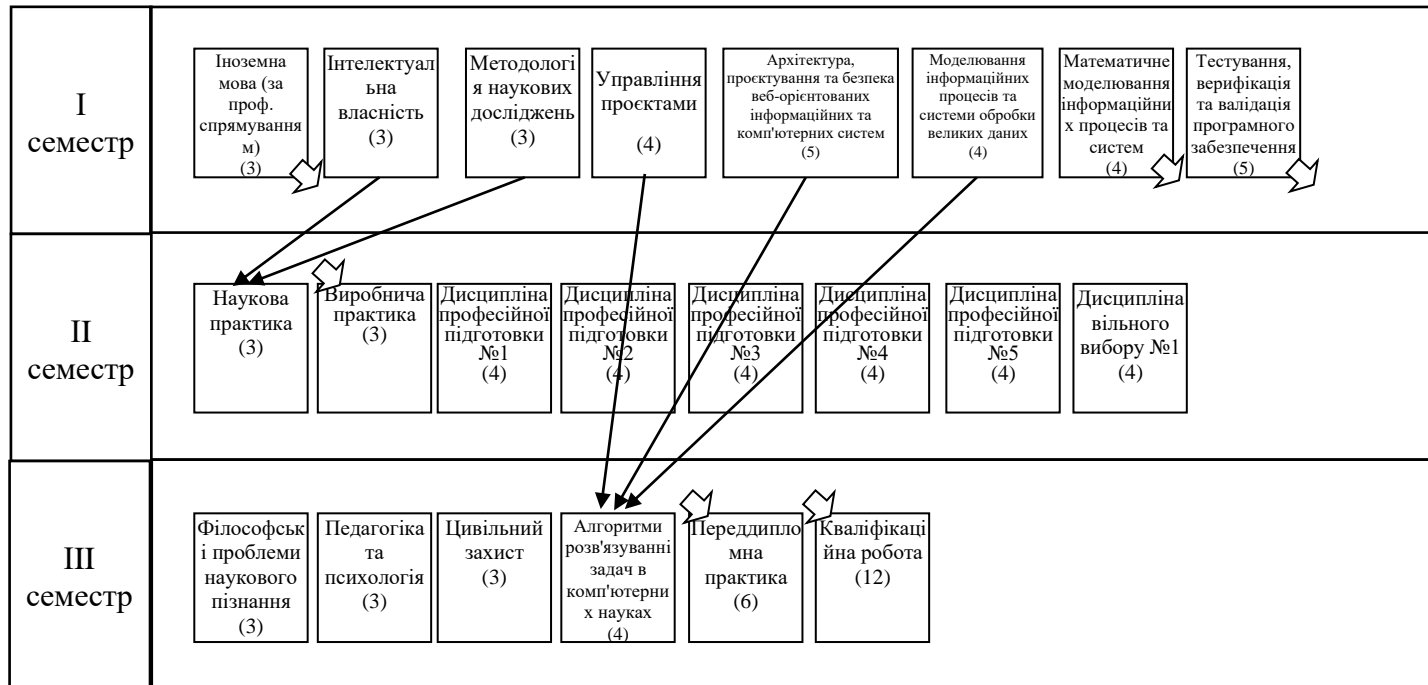 І
семестр
Іноземна
мова (за
проф.
спрямування
м)
(3)
Інтелектуал
ьна
власність
(3)
Методологі
я наукових
досліджень
(3)
Управління
проєктами
(4)
Архітектура,
проєктування та безпека
веб-орієнтованих
інформаційних та
комп'ютерних систем
(5)
Моделювання
інформаційних
процесів та
системи обробки
великих даних
(4)
Математичне
моделювання
інформаційни
х процесів та
систем
(4)
Тестування,
верифікація
та валідація
програмного
забезпечення
(5)
ІІ
семестр
Наукова
практика
(3)
Виробнича
практика
(3)
Дисципліна
професійної
підготовки
№1
(4)
Дисципліна
професійної
підготовки
№2
(4)
Дисципліна
професійної
підготовки
№3
(4)
Дисципліна
професійної
підготовки
№4
(4)
Дисципліна
професійної
підготовки
№5
(4)
Дисципліна
вільного
вибору №1
(4)
ІІІ
семестр
Філософськ
і проблеми
наукового
пізнання
(3)
Педагогіка
та
психологія
(3)
Цивільний
захист
(3)
Алгоритми
розв'язуванні
задач в
комп'ютерни
х науках
(4)
Переддипло
мна
практика
(6)
Кваліфікаці
йна робота
(12)